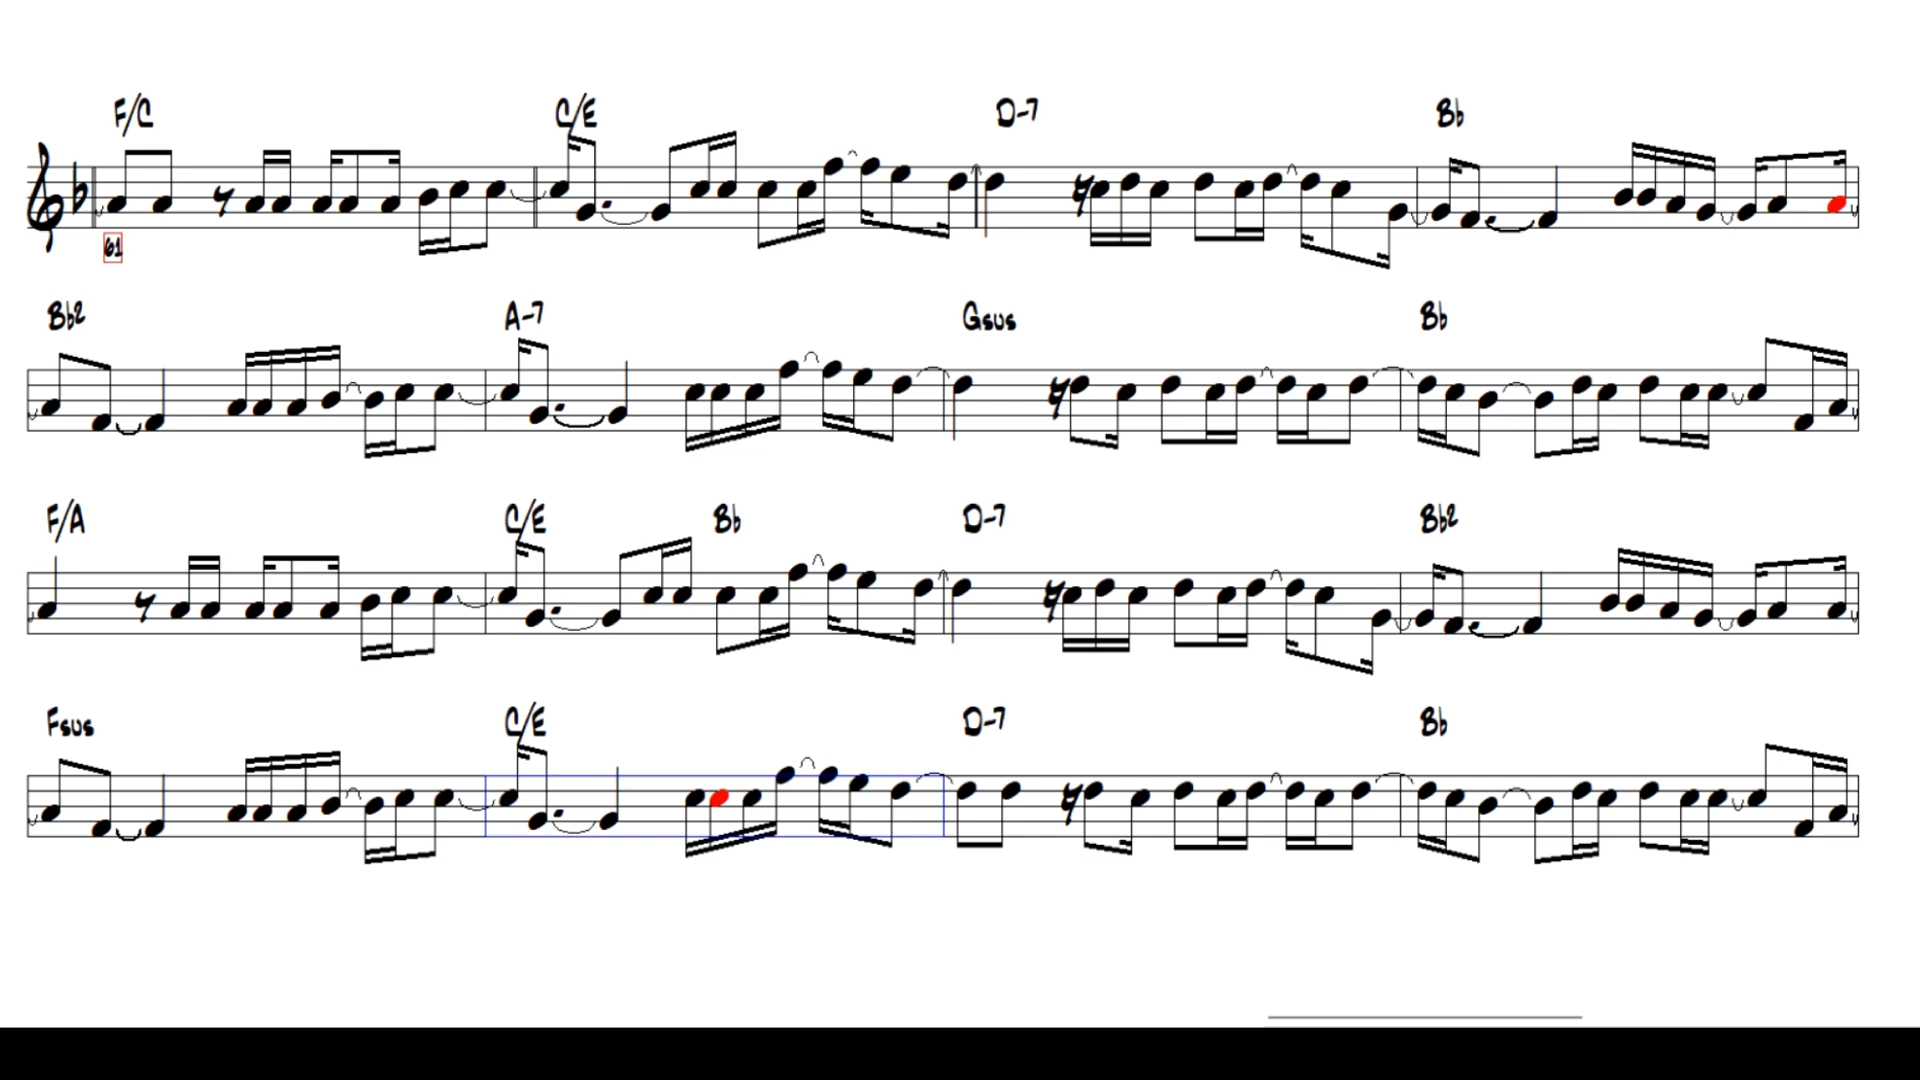 F/C C/E D-7 Bb
61
Bb2 A-7 Gsus Bb
F/A C/E Bb D-7 Bb2
Fsus C/E D-7 Bb